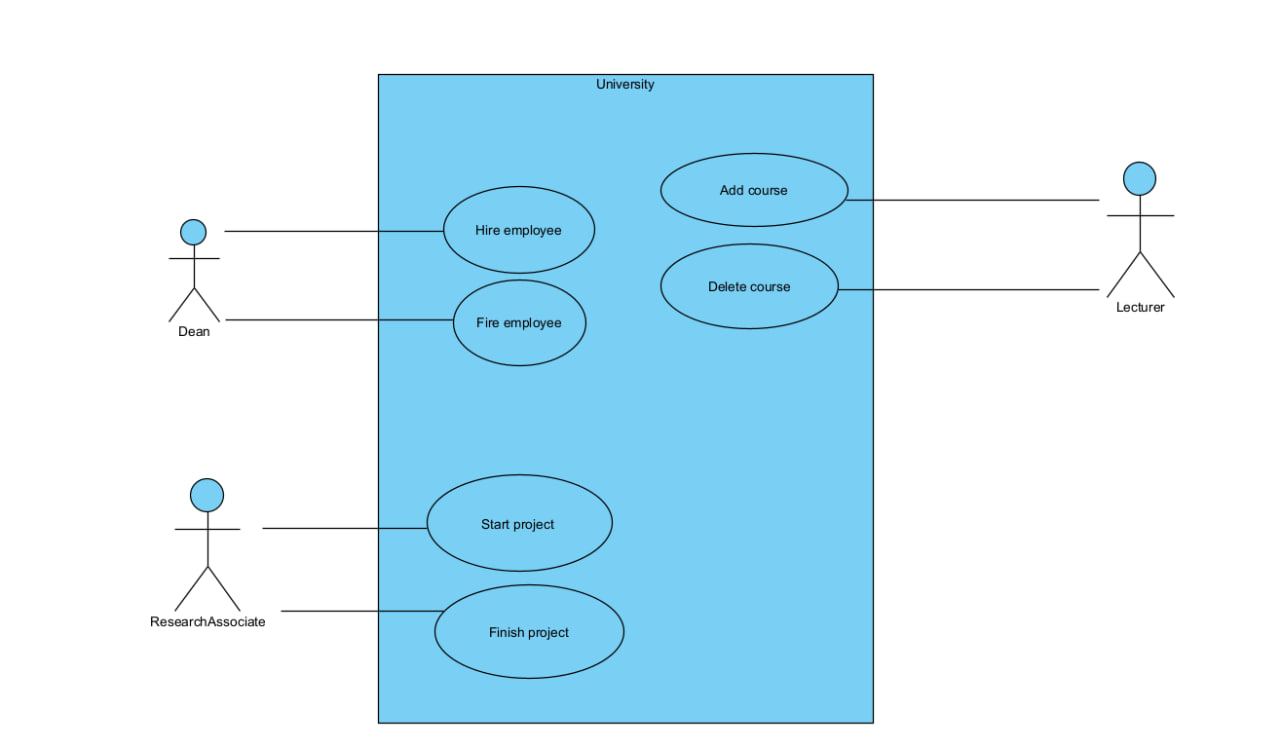 University
Add course
Hire employee
Delete course
Lecturer
Fire employee
Dean
Start project
ResearchAssociate
Finish project